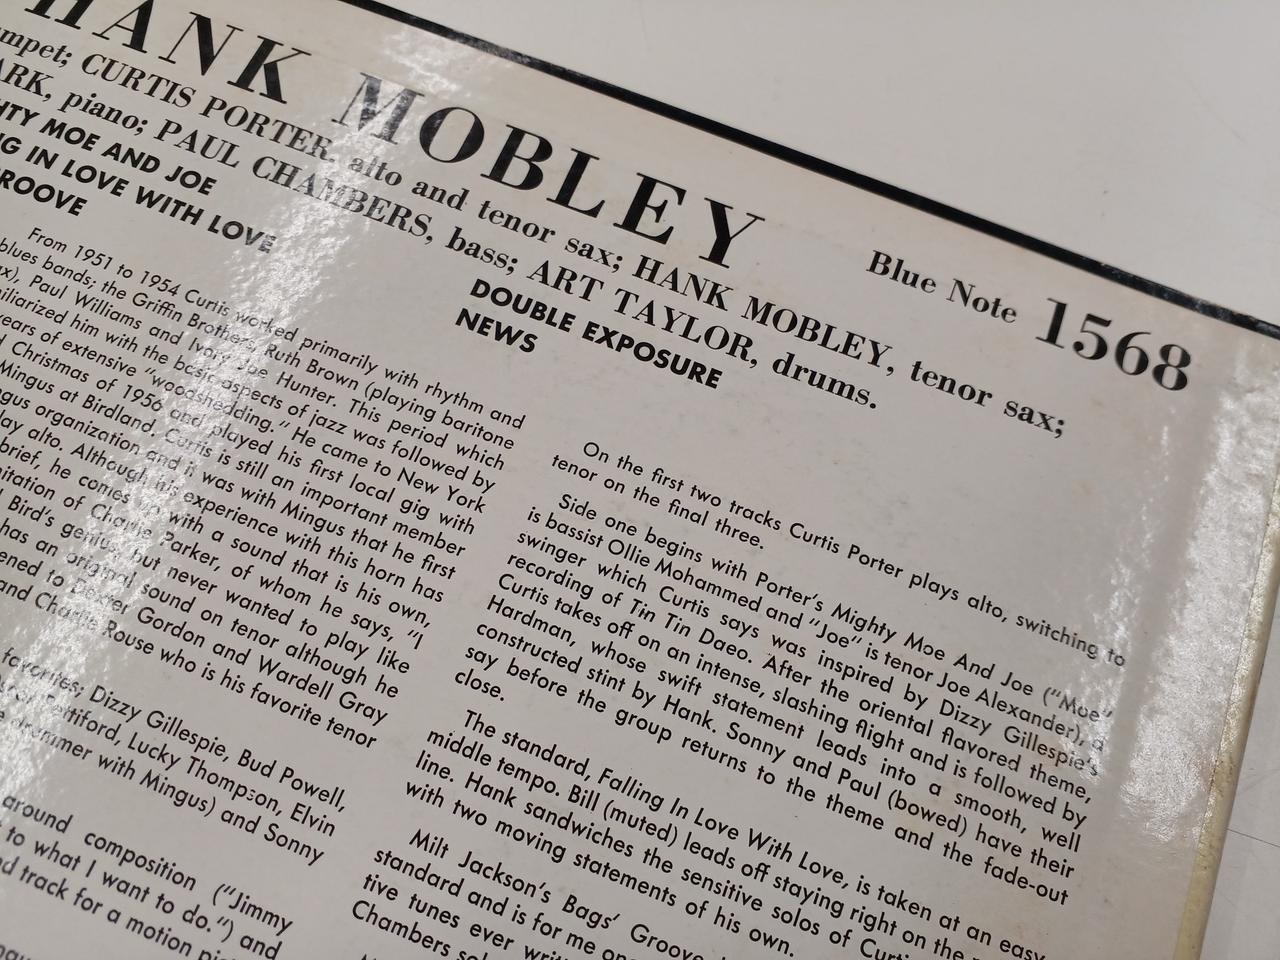 HANK MOBLEY
Blue Note 1568
CURTIS PORTER, alto and tenor sax; HANK MOBLEY, tenor sax;
piano; PAUL CHAMBERS, bass; ART TAYLOR, drums.
MOE AND JOE
IN LOVE WITH LOVE
DOUBLE EXPOSURE
NEWS
From 1951 to 1954 Curtis worked primarily with rhythm and
blues bands; the Griffin Brothers, Ruth Brown (playing baritone
Paul Williams and Ivory Joe Hunter. This period which
him with the basic aspects of jazz was followed by
years of extensive "woodshedding." He came to New York
Christmas of 1956 and played his first local gig with
Mingus at Birdland. Curtis is still an important member
organization and it was with Mingus that he first
alto. Although his experience with this horn has
brief, he comes up with a sound that is his own,
of Charlie Parker, of whom he says, "I
Bird's genius, but never wanted to play like
has an original sound on tenor although he
to Dexter Gordon and Wardell Gray
and Charlie Rouse who is his favorite tenor
favorites; Dizzy Gillespie, Bud Powell,
Pettiford, Lucky Thompson, Elvin
drummer with Mingus) and Sonny
around composition ("Jimmy
to what I want to do.") and
track for a motion
On the first two tracks Curtis Porter plays alto, switching to
tenor on the final three.
Side one begins with Porter's Mighty Moe And Joe ("Moe"
is bassist Ollie Mohammed and "Joe" is tenor Joe Alexander), a
swinger which Curtis says was inspired by Dizzy Gillespie's
recording of Tin Tin Daeo. After the oriental flavored theme,
Curtis takes off on an intense, slashing flight and is followed by
Hardman, whose swift statement leads into a smooth, well
constructed stint by Hank. Sonny and Paul (bowed) have their
say before the group returns to the theme and the fade-out
close.
The standard, Falling In Love With Love, is taken at an easy
middle tempo. Bill (muted) leads off staying right on the
line. Hank sandwiches the sensitive solos of
with two moving statements of his own.
Milt Jackson's Bags' Groove
standard and is for me
tive tunes ever
Chambers